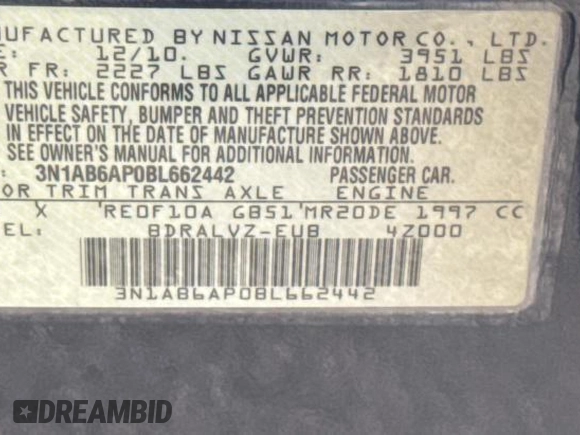 NUFACTURED BY NISSAN MOTOR CO., LTD.
E: 12/10. GVWR: 3951 LBS
R FR: 2227 LBS GAWR RR: 1810 LBS
THIS VEHICLE CONFORMS TO ALL APPLICABLE FEDERAL MOTOR
VEHICLE SAFETY, BUMPER AND THEFT PREVENTION STANDARDS
IN EFFECT ON THE DATE OF MANUFACTURE SHOWN ABOVE.
SEE OWNER'S MANUAL FOR ADDITIONAL INFORMATION.
3N1AB6AP0BL662442 PASSENGER CAR.
OR TRIM TRANS AXLE ENGINE
X 'RE0F10A GB51'MR20DE 1997 CC
EL: BDRALVZ-EUB 4Z000
3N1AB6AP0BL662442
DREAMBID